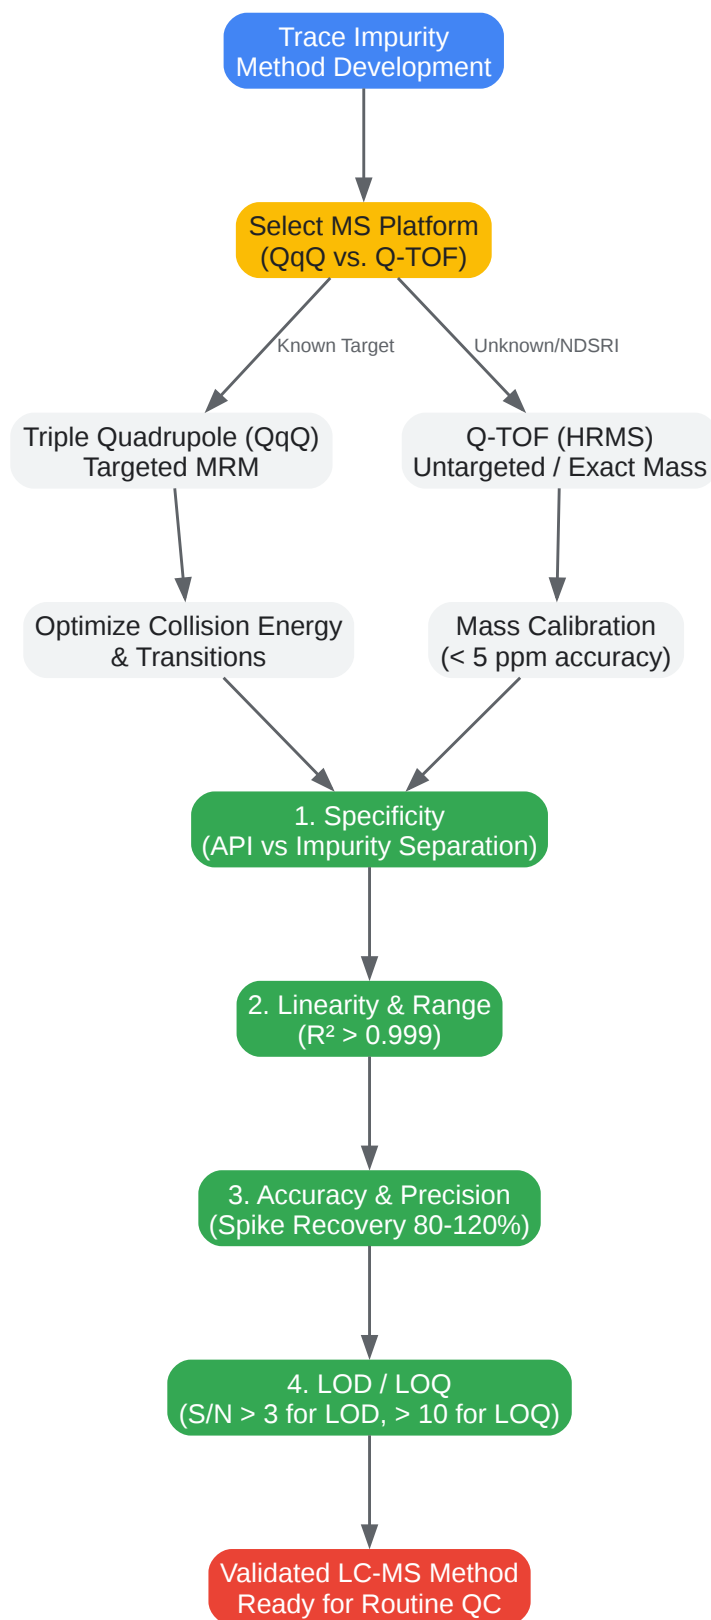 Trace Impurity
Method Development
Select MS Platform
(QqQ vs. Q-TOF)
Known Target
Unknown/NDSRI
Triple Quadrupole (QqQ)
Targeted MRM
Q-TOF (HRMS)
Untargeted / Exact Mass
Optimize Collision Energy
& Transitions
Mass Calibration
(< 5 ppm accuracy)
1. Specificity
(API vs Impurity Separation)
2. Linearity & Range
(R² > 0.999)
3. Accuracy & Precision
(Spike Recovery 80-120%)
4. LOD / LOQ
(S/N > 3 for LOD, > 10 for LOQ)
Validated LC-MS Method
Ready for Routine QC